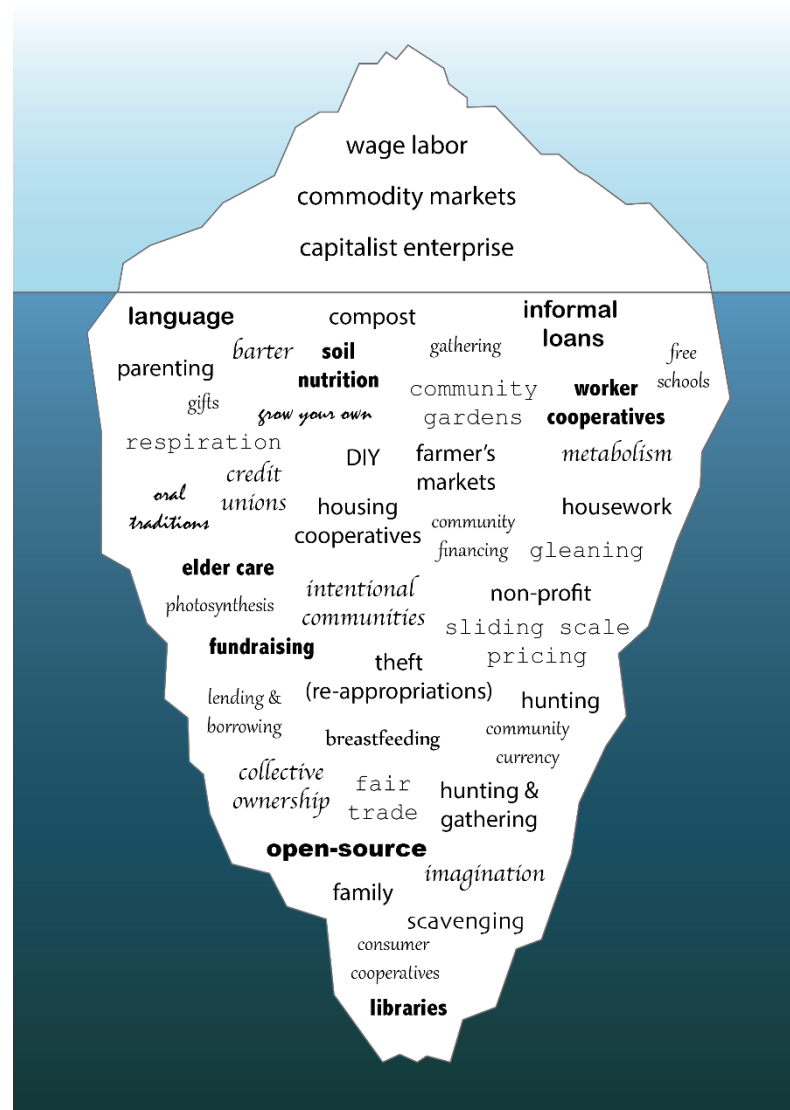 wage labor
commodity markets
capitalist enterprise
language
compost
informal
loans
parenting
barter
soil
nutrition
gathering
free
schools
gifts
grow your own
community
gardens
worker
cooperatives
respiration
credit
unions
DIY
farmer's
markets
metabolism
oral
traditions
housing
cooperatives
community
financing
housework
gleaning
elder care
photosynthesis
intentional
communities
non-profit
sliding scale
pricing
fundraising
theft
(re-appropriations)
lending &
borrowing
hunting
breastfeeding
community
currency
collective
ownership
fair
trade
hunting &
gathering
open-source
imagination
family
scavenging
consumer
cooperatives
libraries